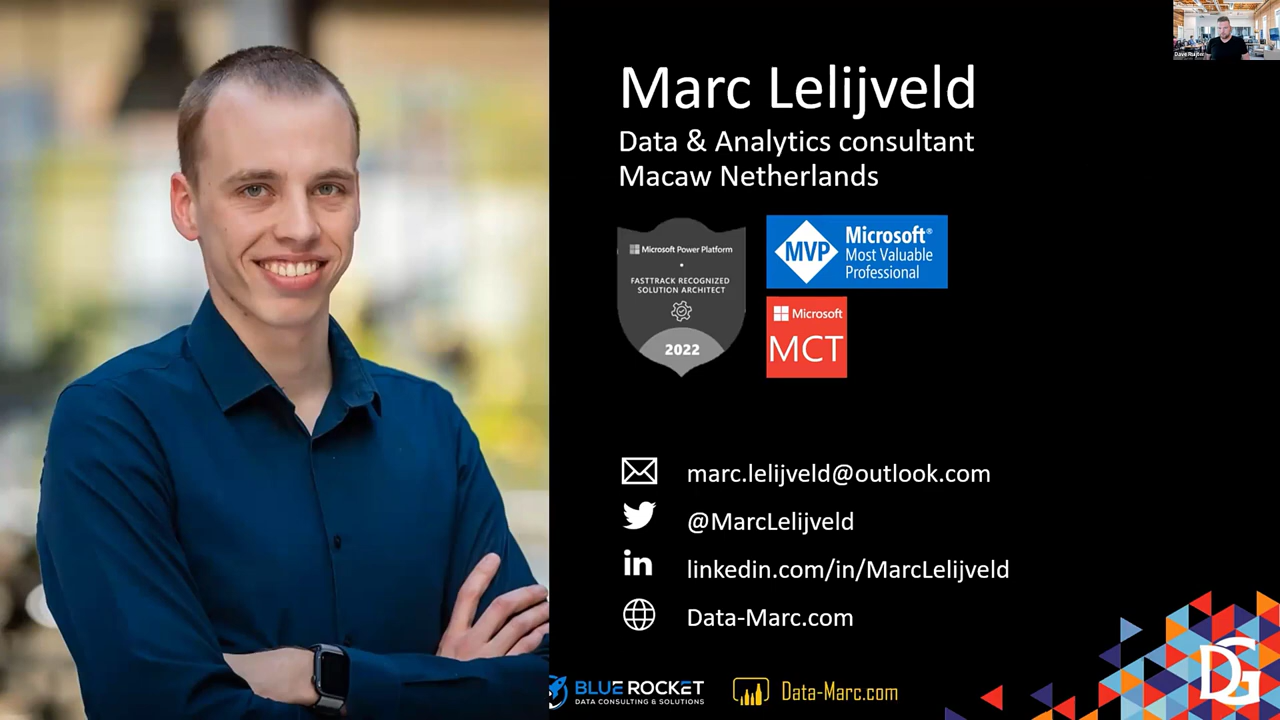 Marc Lelijveld
Data & Analytics consultant
Macaw Netherlands
Microsoft Power Platform
FASTTRACK RECOGNIZED
SOLUTION ARCHITECT
2022
MVP
Microsoft®
Most Valuable
Professional
Microsoft
MCT
marc.lelijveld@outlook.com
@MarcLelijveld
in
linkedin.com/in/MarcLelijveld
Data-Marc.com
BLUE ROCKET
DATA CONSULTING & SOLUTIONS
Data-Marc.com
DG